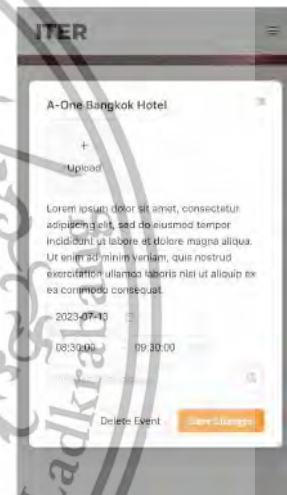 ITER
A-One Bangkok Hotel
+
Upload
Lorem ipsum dolor sit amet, consectetur
adipiscing elit, sed do eiusmod tempor
incididunt ut labore et dolore magna aliqua.
Ut enim ad minim veniam, quis nostrud
exercitation ullamco laboris nisi ut aliquip ex
ea commodo consequat.
2023-07-13
08:30:00 09:30:00
Delete Event Save Changes
adkrabang